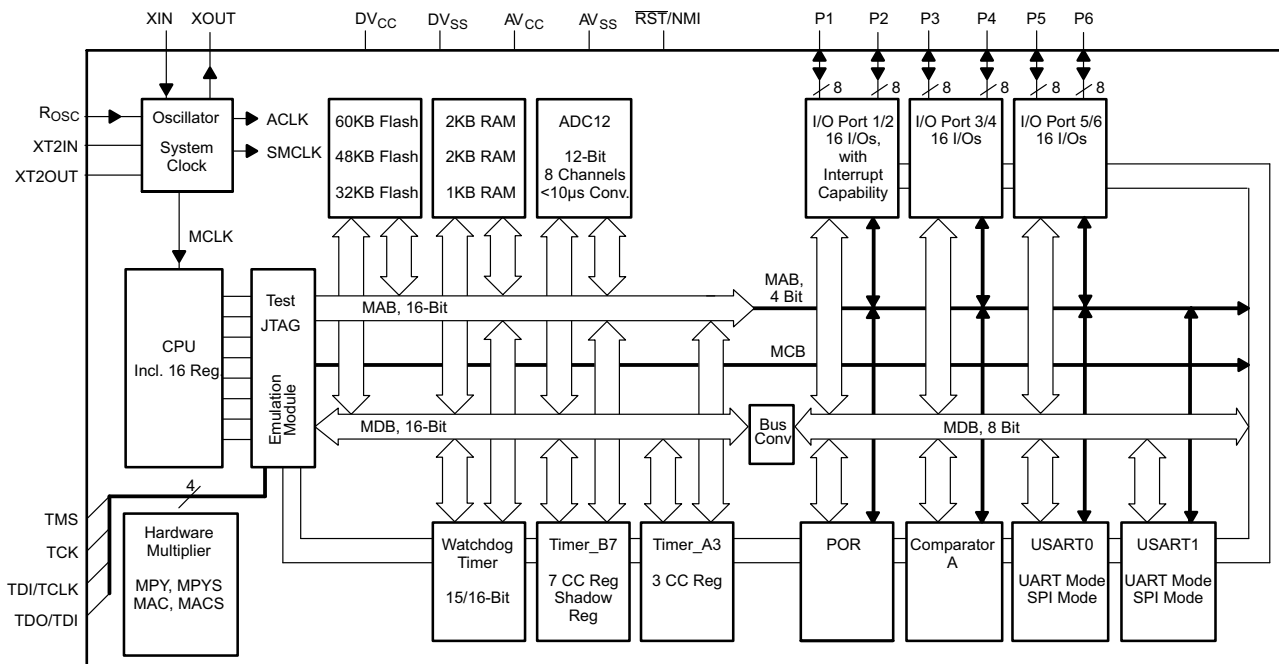 XIN
XOUT
DVCC
DVSS
AVCC
AVSS
RST/NMI
P1
P2
P3
P4
P5
P6
8
8
8
8
8
8
ROSC
XT2IN
XT2OUT
Oscillator
System
Clock
ACLK
SMCLK
MCLK
60KB Flash
48KB Flash
32KB Flash
2KB RAM
2KB RAM
1KB RAM
ADC12
12-Bit
8 Channels
<10μs Conv.
I/O Port 1/2
16 I/Os,
with
Interrupt
Capability
I/O Port 3/4
16 I/Os
I/O Port 5/6
16 I/Os
CPU
Incl. 16 Reg.
Test
JTAG
Emulation
Module
MAB, 16-Bit
MAB,
4 Bit
MCB
MDB, 16-Bit
Bus
Conv
MDB, 8 Bit
4
TMS
TCK
TDI/TCLK
TDO/TDI
Hardware
Multiplier
MPY, MPYS
MAC, MACS
Watchdog
Timer
15/16-Bit
Timer_B7
7 CC Reg
Shadow
Reg
Timer_A3
3 CC Reg
POR
Comparator
A
USART0
UART Mode
SPI Mode
USART1
UART Mode
SPI Mode